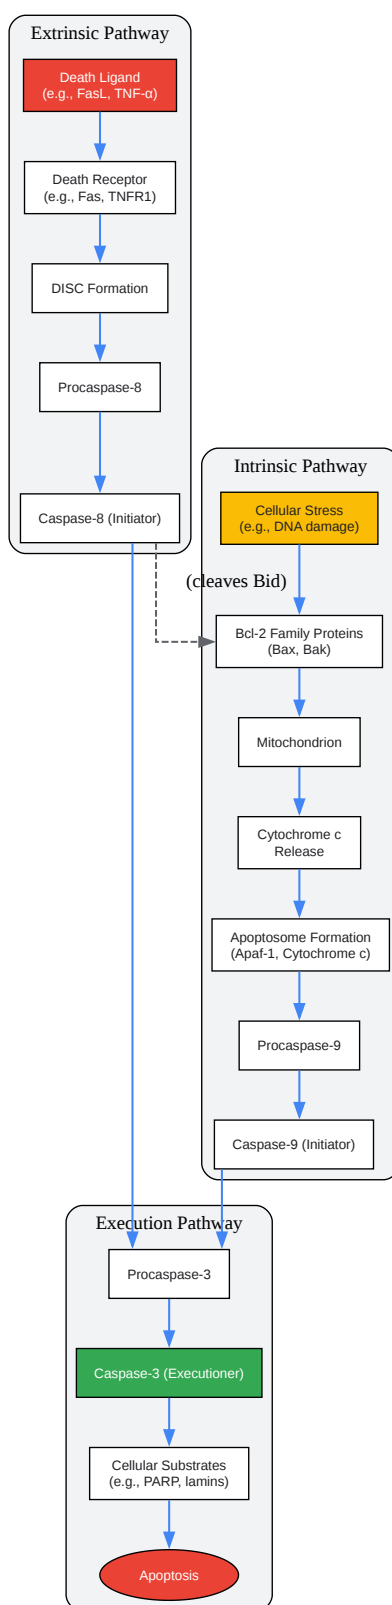 Extrinsic Pathway
Death Ligand
(e.g., FasL, TNF-α)
Death Receptor
(e.g., Fas, TNFR1)
DISC Formation
Procaspase-8
Caspase-8 (Initiator)
Intrinsic Pathway
Cellular Stress
(e.g., DNA damage)
(cleaves Bid)
Bcl-2 Family Proteins
(Bax, Bak)
Mitochondrion
Cytochrome c
Release
Apoptosome Formation
(Apaf-1, Cytochrome c)
Procaspase-9
Caspase-9 (Initiator)
Execution Pathway
Procaspase-3
Caspase-3 (Executioner)
Cellular Substrates
(e.g., PARP, lamins)
Apoptosis